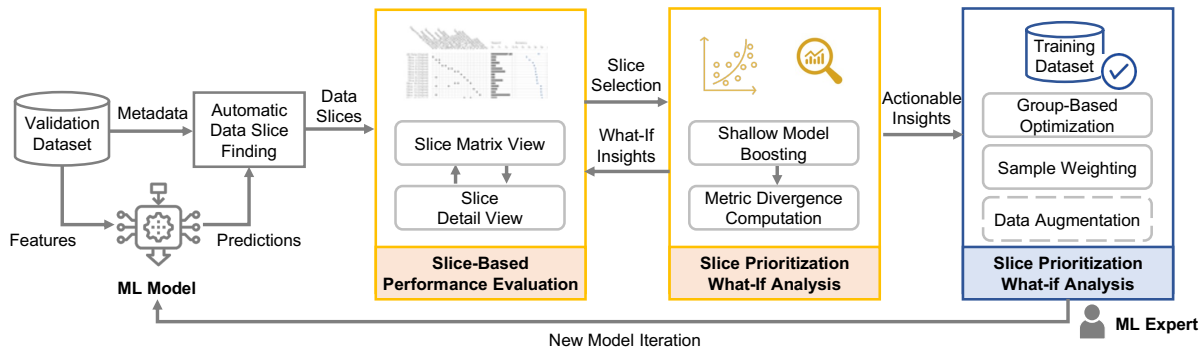 Validation
Dataset
Metadata
Features
ML Model
Predictions
Automatic
Data Slice
Finding
Data
Slices
Slice Matrix View
Slice
Detail View
Slice-Based
Performance Evaluation
Slice
Selection
What-If
Insights
Shallow Model
Boosting
Metric Divergence
Computation
Slice Prioritization
What-If Analysis
Actionable
Insights
Training
Dataset
Group-Based
Optimization
Sample Weighting
Data Augmentation
Slice Prioritization
What-if Analysis
ML Expert
New Model Iteration